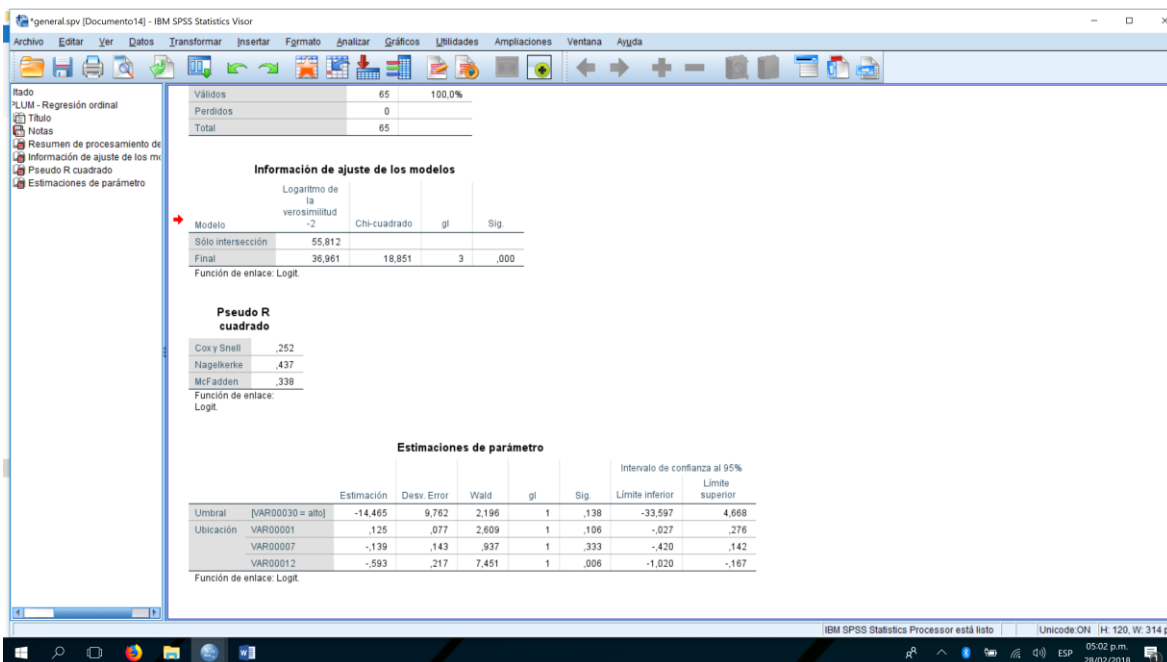 *general.spv [Documento14] - IBM SPSS Statistics Visor
Archivo Editar Ver Datos Transformar Insertar Formato Analizar Gráficos Utilidades Ampliaciones Ventana Ayuda
ltado
PLUM - Regresión ordinal
Título
Notas
Resumen de procesamiento de
Información de ajuste de los mo
Pseudo R cuadrado
Estimaciones de parámetro
Válidos 65 100,0%
Perdidos 0
Total 65
Información de ajuste de los modelos
Logaritmo de
la
verosimilitud
Modelo -2 Chi-cuadrado gl Sig.
Sólo intersección 55,812
Final 36,961 18,851 3 ,000
Función de enlace: Logit.
Pseudo R
cuadrado
Cox y Snell ,252
Nagelkerke ,437
McFadden ,338
Función de enlace:
Logit.
Estimaciones de parámetro
Intervalo de confianza al 95%
Límite
Estimación Desv. Error Wald gl Sig. Límite inferior superior
Umbral [VAR00030 = alto] -14,465 9,762 2,196 1 ,138 -33,597 4,668
Ubicación VAR00001 ,125 ,077 2,609 1 ,106 -,027 ,276
VAR00007 -,139 ,143 ,937 1 ,333 -,420 ,142
VAR00012 -,593 ,217 7,451 1 ,006 -1,020 -,167
Función de enlace: Logit.
IBM SPSS Statistics Processor está listo Unicode:ON H: 120, W: 314 p
ESP 05:02 p.m.
28/02/2018